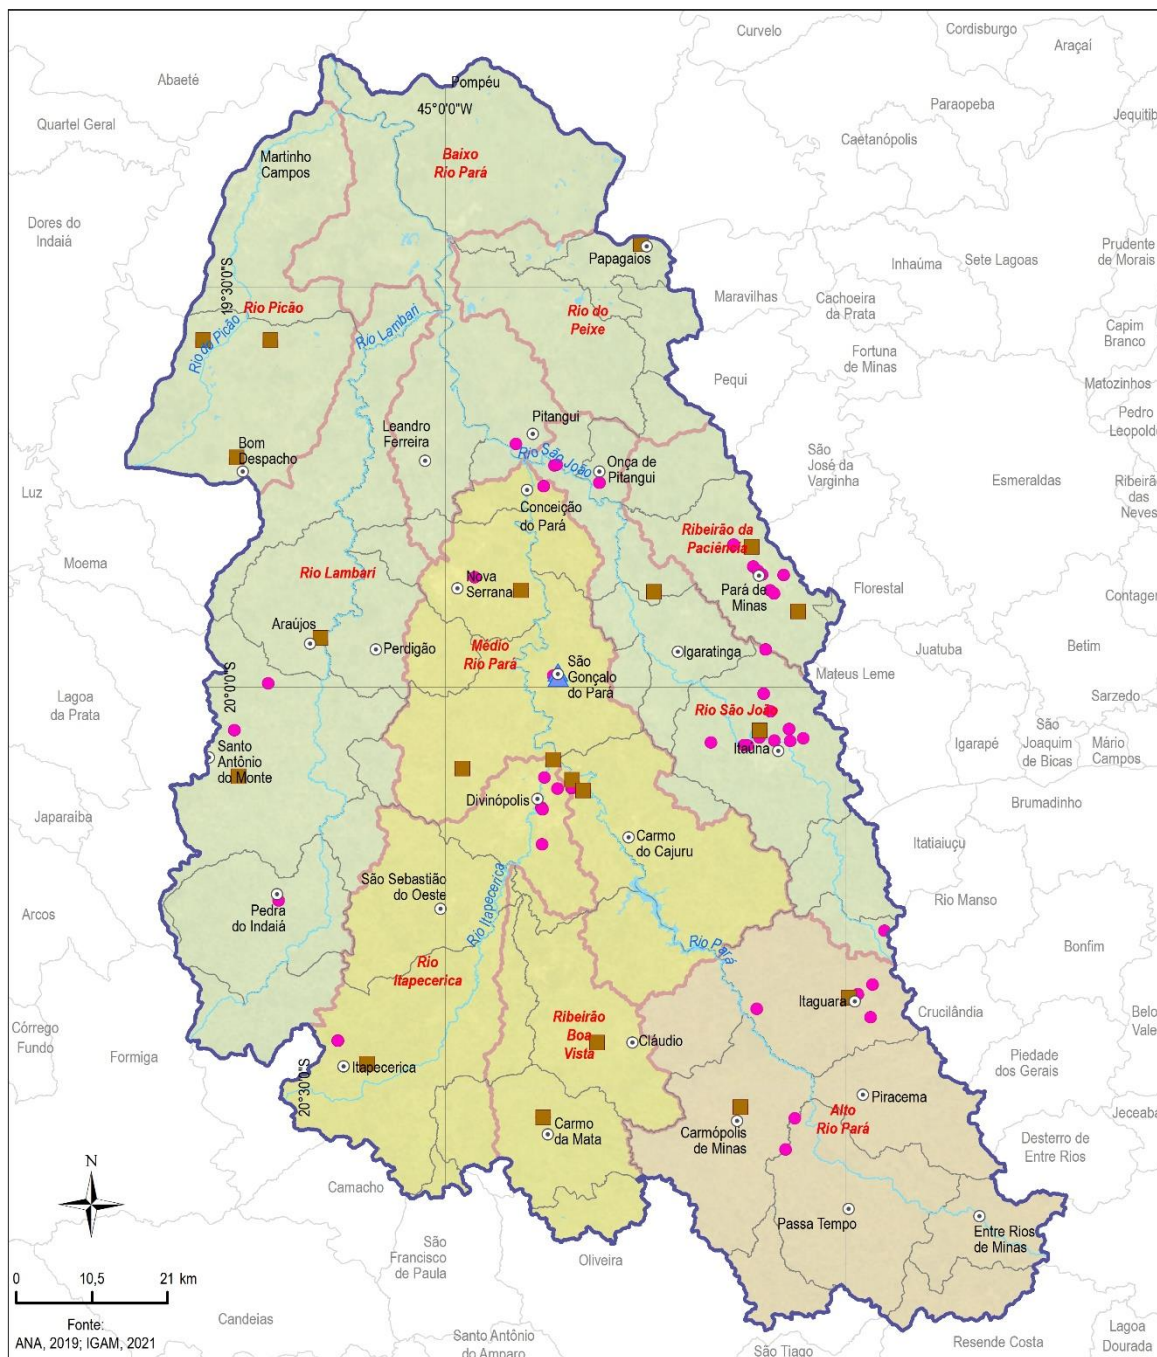 Curvelo
Cordisburgo
Araçaí
Abaeté
Pompéu
45°0'0"W
Paraopeba
Jequitib
Quartel Geral
Caetanópolis
Martinho
Campos
Baixo
Rio Pará
Dores do
Indaiá
Papagaios
Prudente
de Morais
Inhaúma
Sete Lagoas
19°30'0"S
Rio Picão
Rio do
Peixe
Maravilhas
Cachoeira
da Prata
Rio do Picão
Rio Lambari
Capim
Branco
Fortuna
de Minas
Pequi
Matozinhos
Pedro
Leopoldo
Pitangui
Leandro
Ferreira
Bom
Despacho
Rio São João
Onça de
Pitangui
São
José da
Varginha
Esmeraldas
Ribeirão
das
Neves
Luz
Conceição
do Pará
Ribeirão da
Paciência
Moema
Rio Lambari
Nova
Serrana
Pará de
Minas
Florestal
Contagem
Araújos
Perdigão
Médio
Rio Pará
Igaratinga
Juatuba
Betim
São
Gonçalo
do Pará
Mateus Leme
20°0'0"S
Lagoa
da Prata
Rio São João
Sarzedo
Santo
Antônio
do Monte
Itaúna
Igarapé
São
Joaquim
de Bicas
Mário
Campos
Japaraíba
Divinópolis
Brumadinho
Carmo
do Cajuru
Itatiaiuçu
São Sebastião
do Oeste
Rio Itapecerica
Arcos
Pedra
do Indaiá
Rio Manso
Rio Pará
Bonfim
Rio
Itapecerica
Itaguara
Crucilândia
Belo
Vale
Córrego
Fundo
Formiga
Ribeirão
Boa
Vista
Cláudio
Piedade
dos Gerais
20°30'0"S
Itapecerica
Piracema
Alto
Rio Pará
Jeceaba
Carmo
da Mata
Carmópolis
de Minas
Desterro de
Entre Rios
N
Camacho
Passa Tempo
Entre Rios
de Minas
São
Francisco
de Paula
Oliveira
0 10,5 21 km
Fonte:
ANA, 2019; IGAM, 2021
Candeias
Santo Antônio
do Amparo
São Tiago
Resende Costa
Lagoa
Dourada